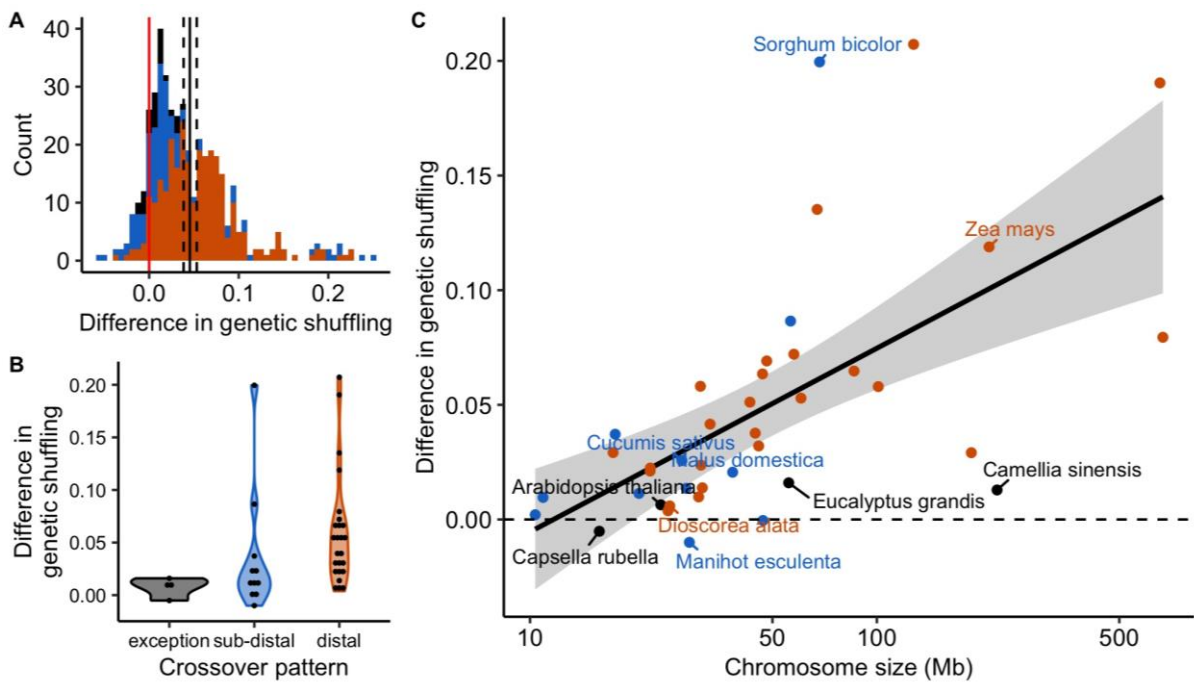 A
40
30
20
10
0
Count
0.0 0.1 0.2
Difference in genetic shuffling
B
0.20
0.15
0.10
0.05
0.00
Difference in
genetic shuffling
exception sub-distal distal
Crossover pattern
C
0.20
0.15
0.10
0.05
0.00
Difference in genetic shuffling
Sorghum bicolor
Zea mays
Cucumis sativus
Malus domestica
Camellia sinensis
Arabidopsis thaliana
Eucalyptus grandis
Dioscorea alata
Capsella rubella
Manihot esculenta
10 50 100 500
Chromosome size (Mb)